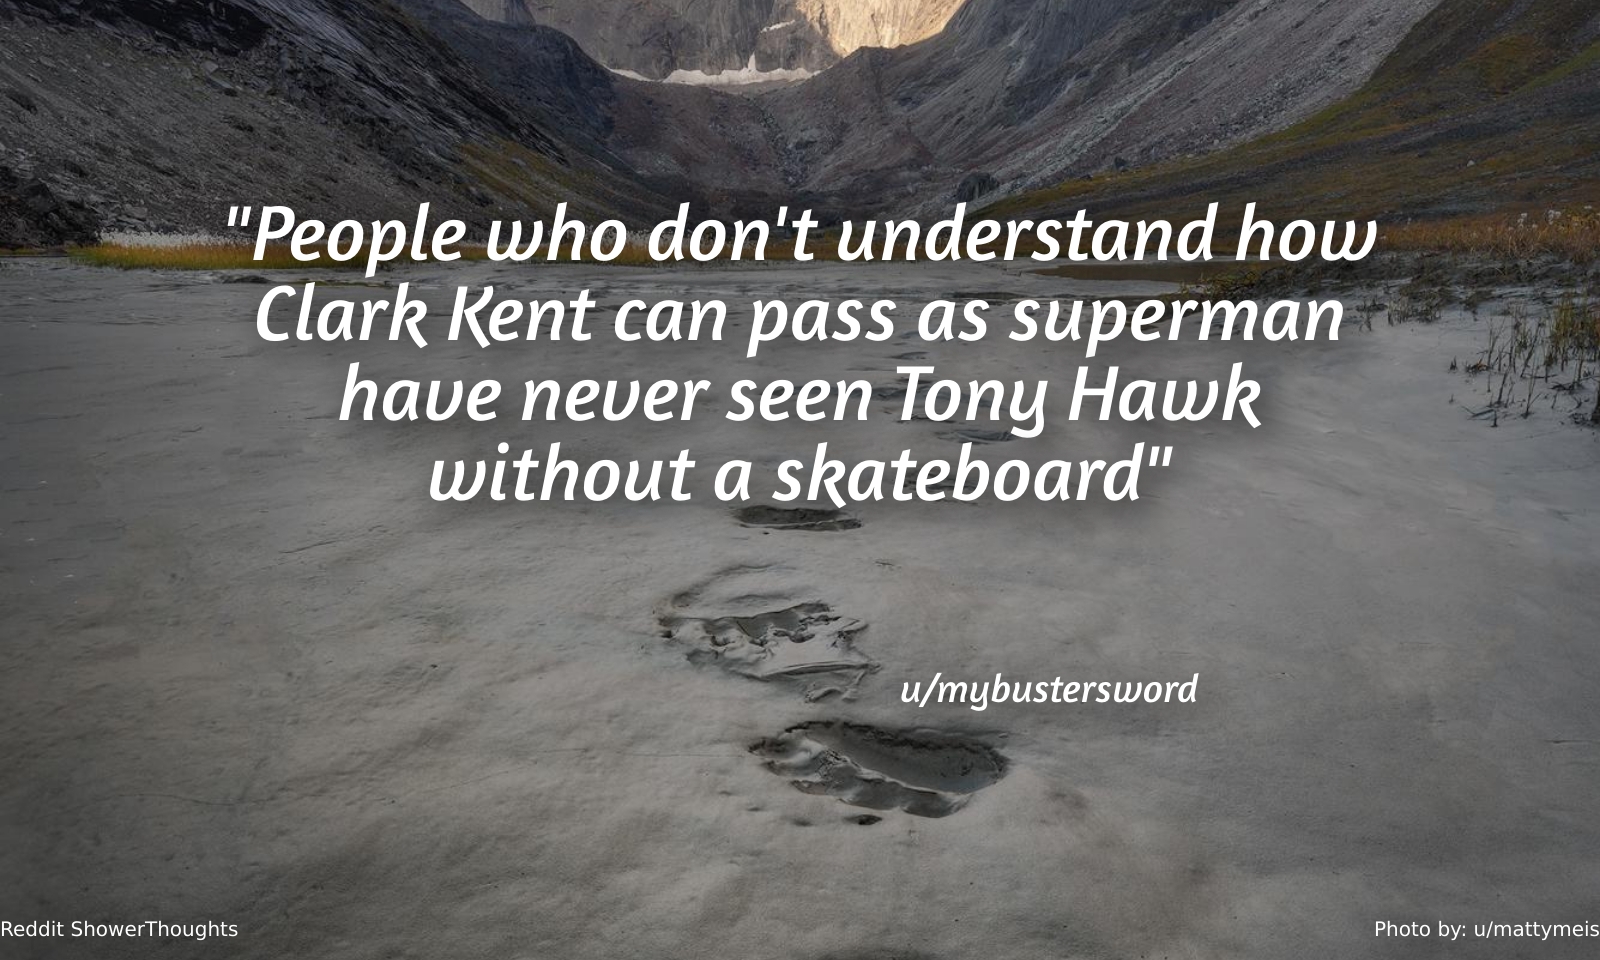 "People who don't understand how
Clark Kent can pass as superman
have never seen Tony Hawk
without a skateboard"
u/mybustersword
Reddit ShowerThoughts
Photo by: u/mattymeis